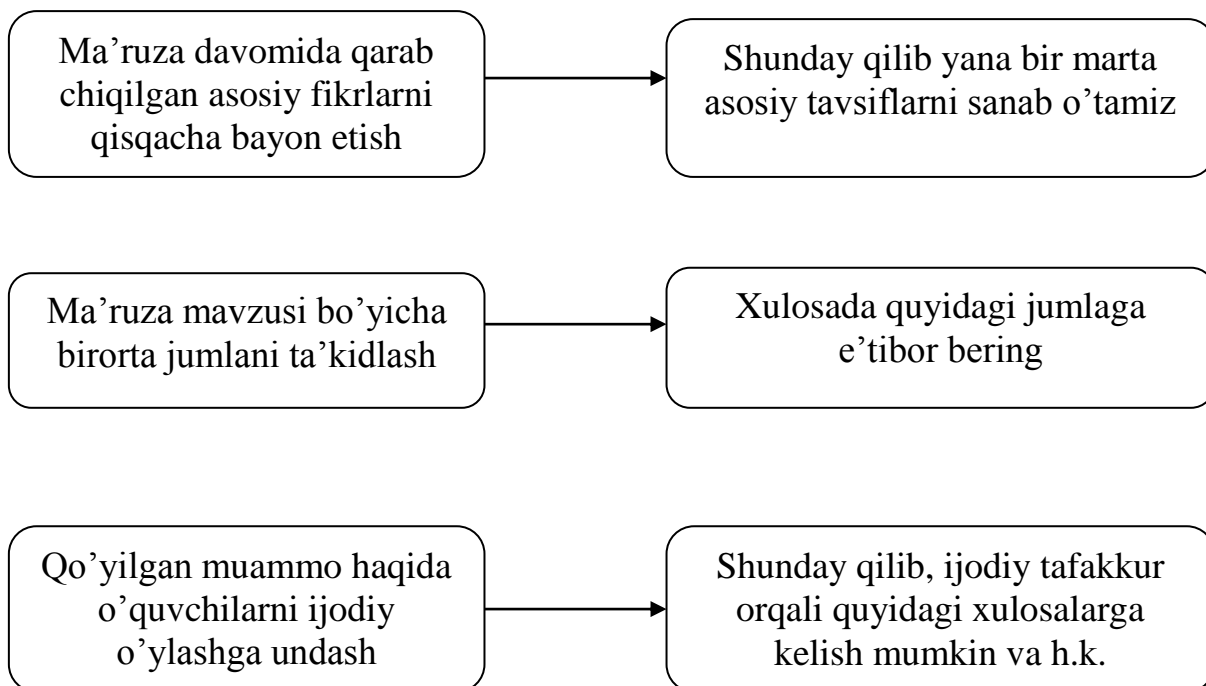 Ma’ruza davomida qarab
chiqilgan asosiy fikrlarni
qisqacha bayon etish
Shunday qilib yana bir marta
asosiy tavsiflarni sanab o’tamiz
Ma’ruza mavzusi bo’yicha
birorta jumlani ta’kidlash
Xulosada quyidagi jumlaga
e’tibor bering
Qo’yilgan muammo haqida
o’quvchilarni ijodiy
o’ylashga undash
Shunday qilib, ijodiy tafakkur
orqali quyidagi xulosalarga
kelish mumkin va h.k.